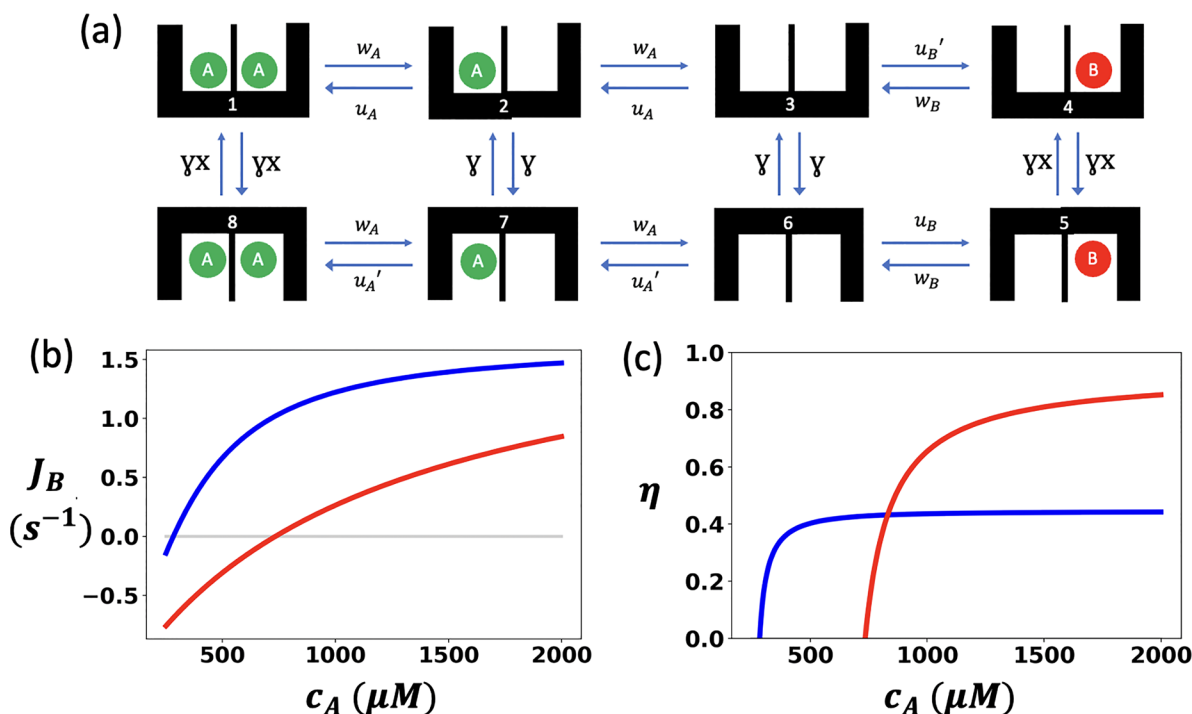 (a)
A A w_A A w_A u_B′ B
1 u_A 2 u_A 3 w_B 4
γx γx γ γ γ γ γx γx
8 w_A 7 w_A 6 u_B 5
A A u_A′ A u_A′ w_B B
(b)
1.5
1.0
0.5
0.0
−0.5
J_B
(s⁻¹)
500 1000 1500 2000
c_A (μM)
(c)
1.0
0.8
0.6
0.4
0.2
0.0
η
500 1000 1500 2000
c_A (μM)